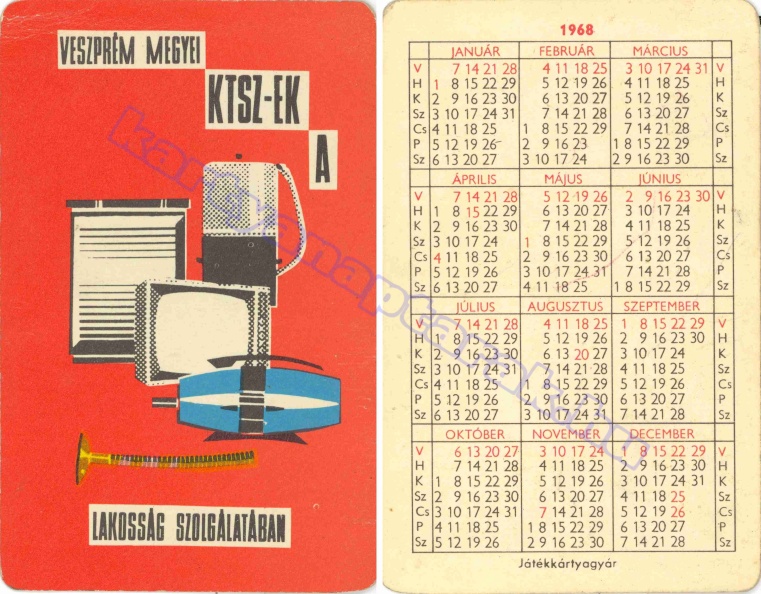 VESZPRÉM MEGYEI
KTSZ-EK
A
LAKOSSÁG SZOLGÁLATÁBAN
1968
JANUÁR FEBRUÁR MÁRCIUS
V 7 14 21 28 4 11 18 25 3 10 17 24 31 V
H 1 8 15 22 29 5 12 19 26 4 11 18 25 H
K 2 9 16 23 30 6 13 20 27 5 12 19 26 K
Sz 3 10 17 24 31 7 14 21 28 6 13 20 27 Sz
Cs 4 11 18 25 1 8 15 22 29 7 14 21 28 Cs
P 5 12 19 26 2 9 16 23 1 8 15 22 29 P
Sz 6 13 20 27 3 10 17 24 2 9 16 23 30 Sz
ÁPRILIS MÁJUS JÚNIUS
V 7 14 21 28 5 12 19 26 2 9 16 23 30 V
H 1 8 15 22 29 6 13 20 27 3 10 17 24 H
K 2 9 16 23 30 7 14 21 28 4 11 18 25 K
Sz 3 10 17 24 1 8 15 22 29 5 12 19 26 Sz
Cs 4 11 18 25 2 9 16 23 30 6 13 20 27 Cs
P 5 12 19 26 3 10 17 24 31 7 14 21 28 P
Sz 6 13 20 27 4 11 18 25 1 8 15 22 29 Sz
JÚLIUS AUGUSZTUS SZEPTEMBER
V 7 14 21 28 4 11 18 25 1 8 15 22 29 V
H 1 8 15 22 29 5 12 19 26 2 9 16 23 30 H
K 2 9 16 23 30 6 13 20 27 3 10 17 24 K
Sz 3 10 17 24 31 7 14 21 28 4 11 18 25 Sz
Cs 4 11 18 25 1 8 15 22 29 5 12 19 26 Cs
P 5 12 19 26 2 9 16 23 30 6 13 20 27 P
Sz 6 13 20 27 3 10 17 24 31 7 14 21 28 Sz
OKTÓBER NOVEMBER DECEMBER
V 6 13 20 27 3 10 17 24 1 8 15 22 29 V
H 7 14 21 28 4 11 18 25 2 9 16 23 30 H
K 1 8 15 22 29 5 12 19 26 3 10 17 24 31 K
Sz 2 9 16 23 30 6 13 20 27 4 11 18 25 Sz
Cs 3 10 17 24 31 7 14 21 28 5 12 19 26 Cs
P 4 11 18 25 1 8 15 22 29 6 13 20 27 P
Sz 5 12 19 26 2 9 16 23 30 7 14 21 28 Sz
Játékkártyagyár
kartyanaptarak.hu